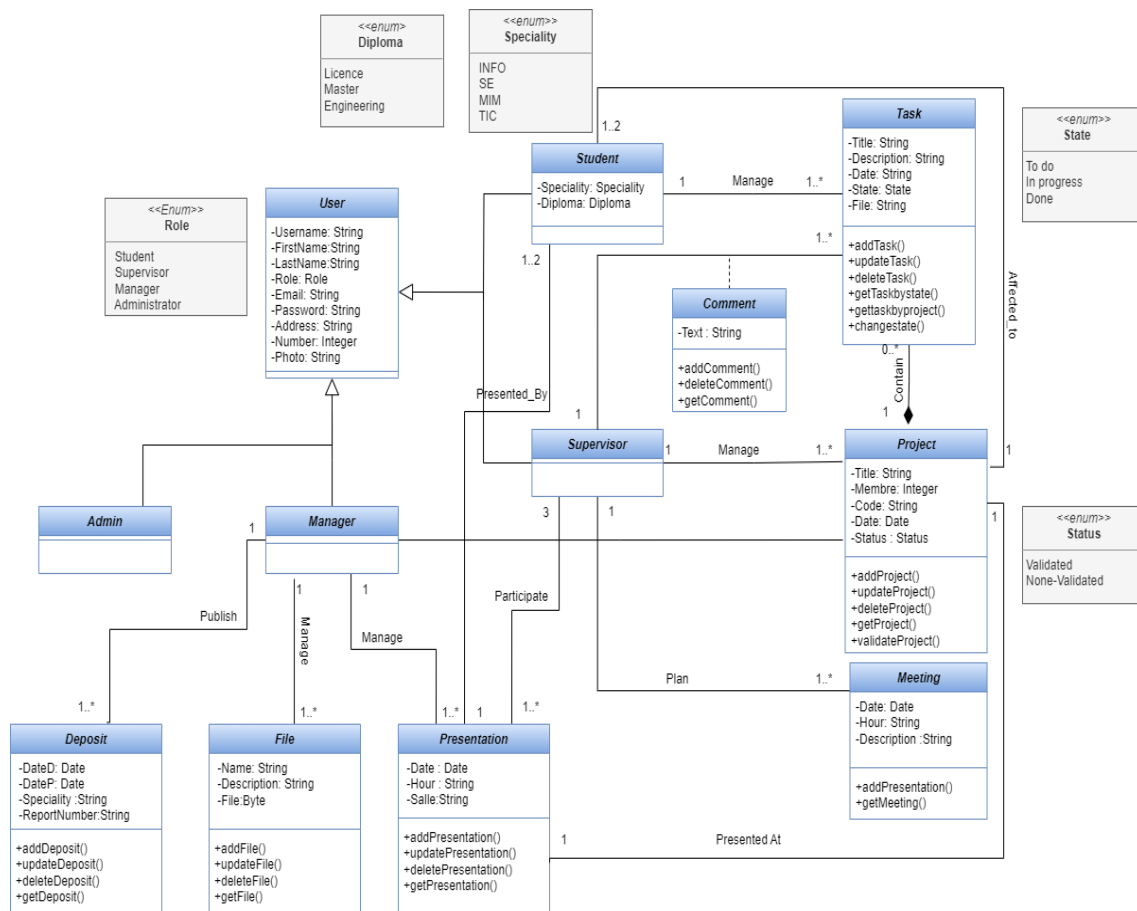 <<enum>
Diploma
Licence
Master
Engineering
<<enum>>
Speciality
INFO
SE
MIM
TIC
<<enum>>
State
To do
In progress
Done
<<Enum>>
Role
Student
Supervisor
Manager
Administrator
User
-Username: String
-FirstName:String
-LastName:String
-Role: Role
-Email: String
-Password: String
-Address: String
-Number: Integer
-Photo: String
1..2
Student
-Speciality: Speciality
-Diploma: Diploma
1..2
1
Manage
1..*
Task
-Title: String
-Description: String
-Date: String
-State: State
-File: String
+addTask()
+updateTask()
+deleteTask()
+getTaskbystate()
+gettaskbyproject()
+changestate()
1..*
Comment
-Text : String
+addComment()
+deleteComment()
+getComment()
0..*
Contain
1
Affected_to
1
Presented_By
1
Supervisor
1
Manage
1..*
Project
-Title: String
-Membre: Integer
-Code: String
-Date: Date
-Status : Status
+addProject()
+updateProject()
+deleteProject()
+getProject()
+validateProject()
1
<<enum>>
Status
Validated
None-Validated
Admin
1
Manager
3
1
Publish
1
Manage
1
Manage
Participate
Plan
1..*
Meeting
-Date: Date
-Hour: String
-Description :String
+addPresentation()
+getMeeting()
1..*
Deposit
-DateD: Date
-DateP: Date
-Speciality :String
-ReportNumber:String
+addDeposit()
+updateDeposit()
+deleteDeposit()
+getDeposit()
1..*
File
-Name: String
-Description: String
-File:Byte
+addFile()
+updateFile()
+deleteFile()
+getFile()
1..*
1
1..*
Presentation
-Date : Date
-Hour : String
-Salle:String
+addPresentation()
+updatePresentation()
+deletePresentation()
+getPresentation()
1
Presented At